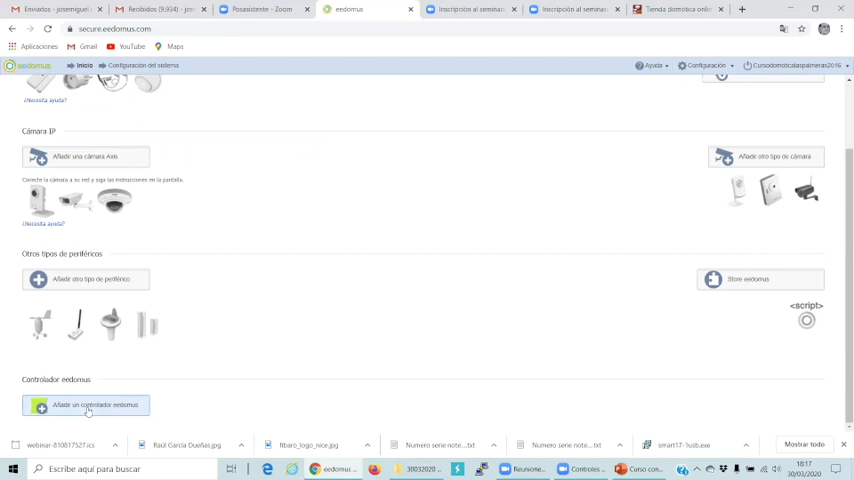 Enviados - josemiguel
Recibidos (9.934) - jos
Posasistente - Zoom
eedomus
Inscripción al seminar
Inscripción al seminas
Tienda domótica onlin
secure.eedomus.com
Aplicaciones
Gmail
YouTube
Maps
eedomus
Inicio
Configuración del sistema
Ayuda
Configuración
Cursodomoticalaspalmeras2016
¿Necesita ayuda?
Cámara IP
Añadir una cámara Axis
Añadir otro tipo de cámara
Conecte la cámara a su red y siga las instrucciones en la pantalla.
¿Necesita ayuda?
Otros tipos de periféricos
Añadir otro tipo de periférico
Store eedomus
<script>
Controlador eedomus
Añadir un controlador eedomus
webinar-810817527.ics
Raúl García Dueñas.jpg
fibaro_logo_nice.jpg
Numero serie note....txt
Numero serie note....txt
smart17-1usb.exe
Mostrar todo
Escribe aquí para buscar
eedomus ...
30032020 ...
Reunione...
Controles ...
Curso con...
18:17
30/03/2020